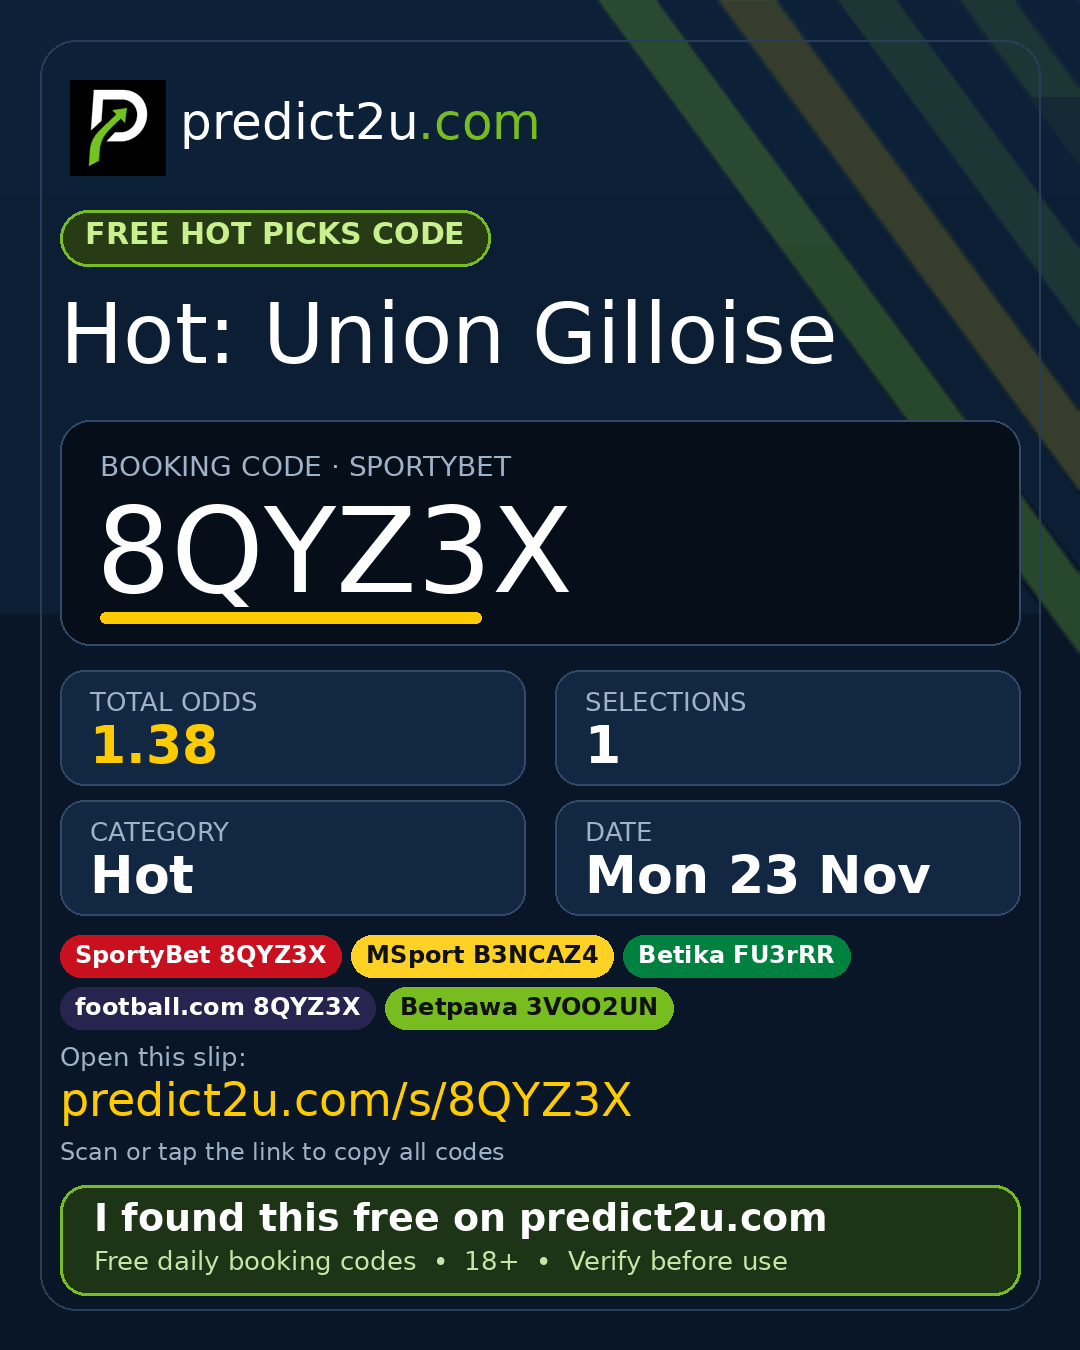 predict2u.com
FREE HOT PICKS CODE
Hot: Union Gilloise
BOOKING CODE · SPORTYBET
8QYZ3X
TOTAL ODDS
1.38
SELECTIONS
1
CATEGORY
Hot
DATE
Mon 23 Nov
SportyBet 8QYZ3X
MSport B3NCAZ4
Betika FU3rRR
football.com 8QYZ3X
Betpawa 3VOO2UN
Open this slip:
predict2u.com/s/8QYZ3X
Scan or tap the link to copy all codes
I found this free on predict2u.com
Free daily booking codes • 18+ • Verify before use